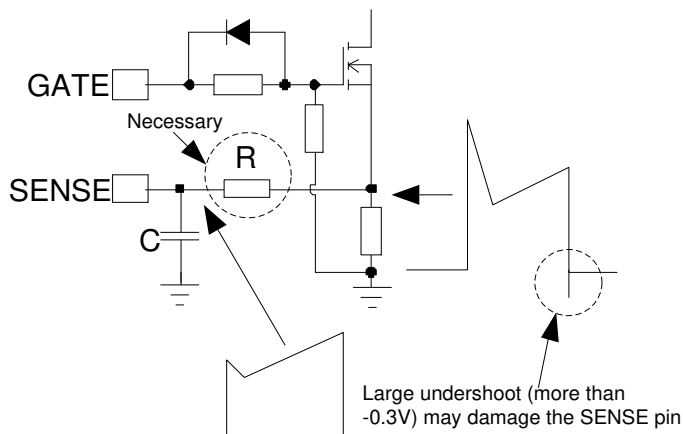 GATE
Necessary
R
SENSE
C
Large undershoot (more than
-0.3V) may damage the SENSE pin